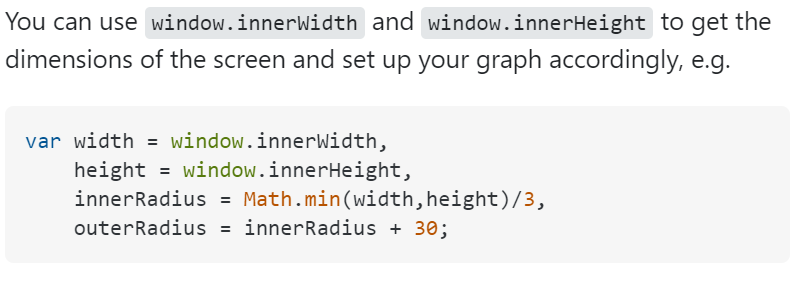 You can use window.innerWidth and window.innerHeight to get the
dimensions of the screen and set up your graph accordingly, e.g.
var width = window.innerWidth,
    height = window.innerHeight,
    innerRadius = Math.min(width,height)/3,
    outerRadius = innerRadius + 30;